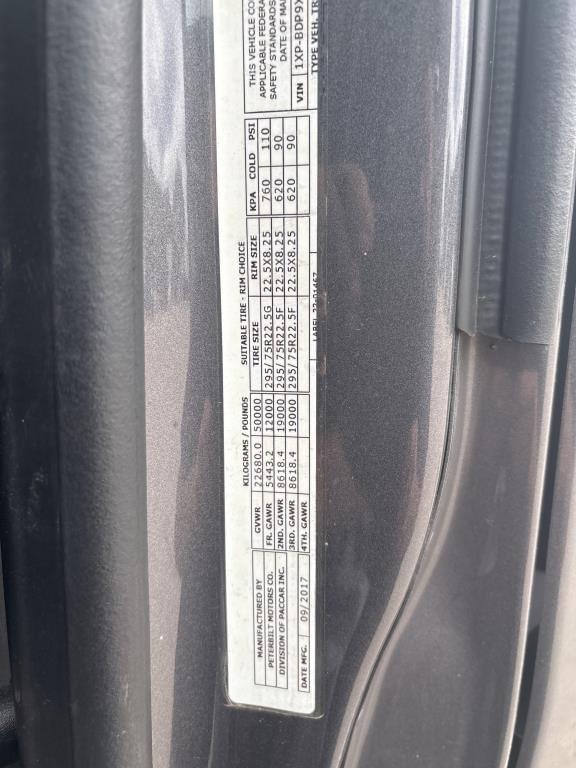 MANUFACTURED BY
PETERBILT MOTORS CO.
DIVISION OF PACCAR INC.
DATE MFG. 09/2017
KILOGRAMS / POUNDS
GVWR 22680.0 50000
FR. GAWR 5443.2 12000
2ND. GAWR 8618.4 19000
3RD. GAWR 8618.4 19000
4TH. GAWR
SUITABLE TIRE - RIM CHOICE
TIRE SIZE RIM SIZE KPA COLD PSI
295/75R22.5G 22.5X8.25 760 110
295/75R22.5F 22.5X8.25 620 90
295/75R22.5F 22.5X8.25 620 90
LABEL
THIS VEHICLE CO
APPLICABLE FEDERA
SAFETY STANDARDS
DATE OF MA
VIN 1XP-BDP9X
TYPE VEH. TR